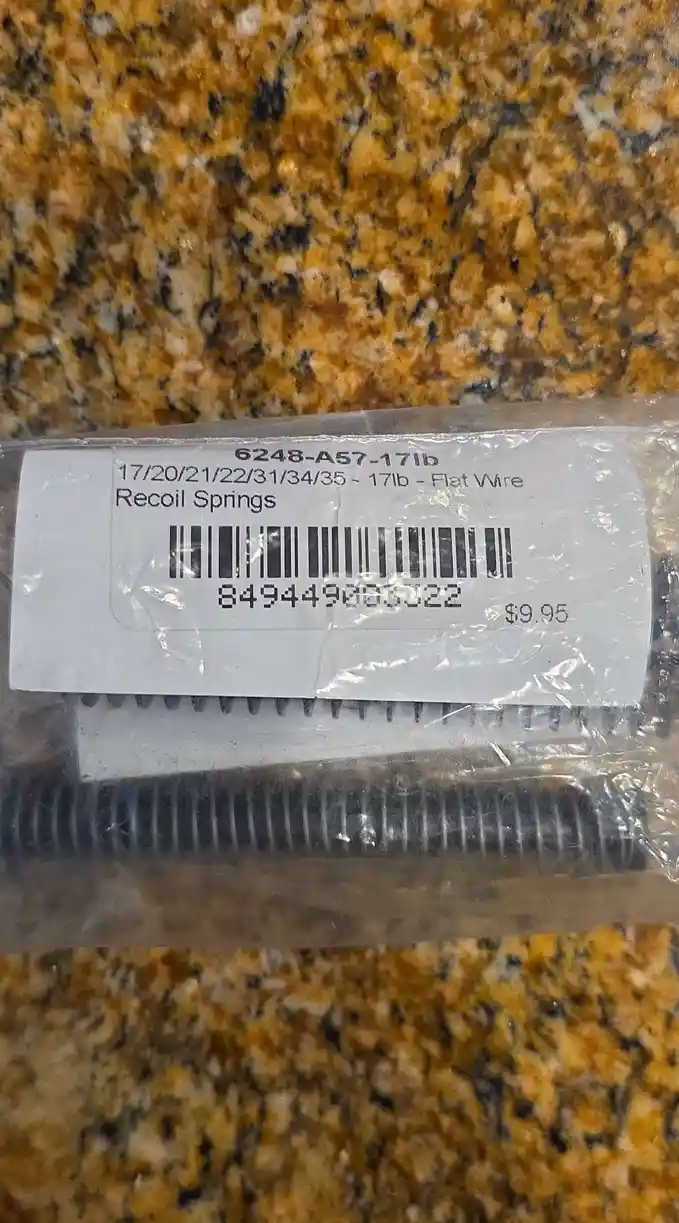 6248-A57-17lb
17/20/21/22/31/34/35 - 17lb - Flat Wire
Recoil Springs
$9.95